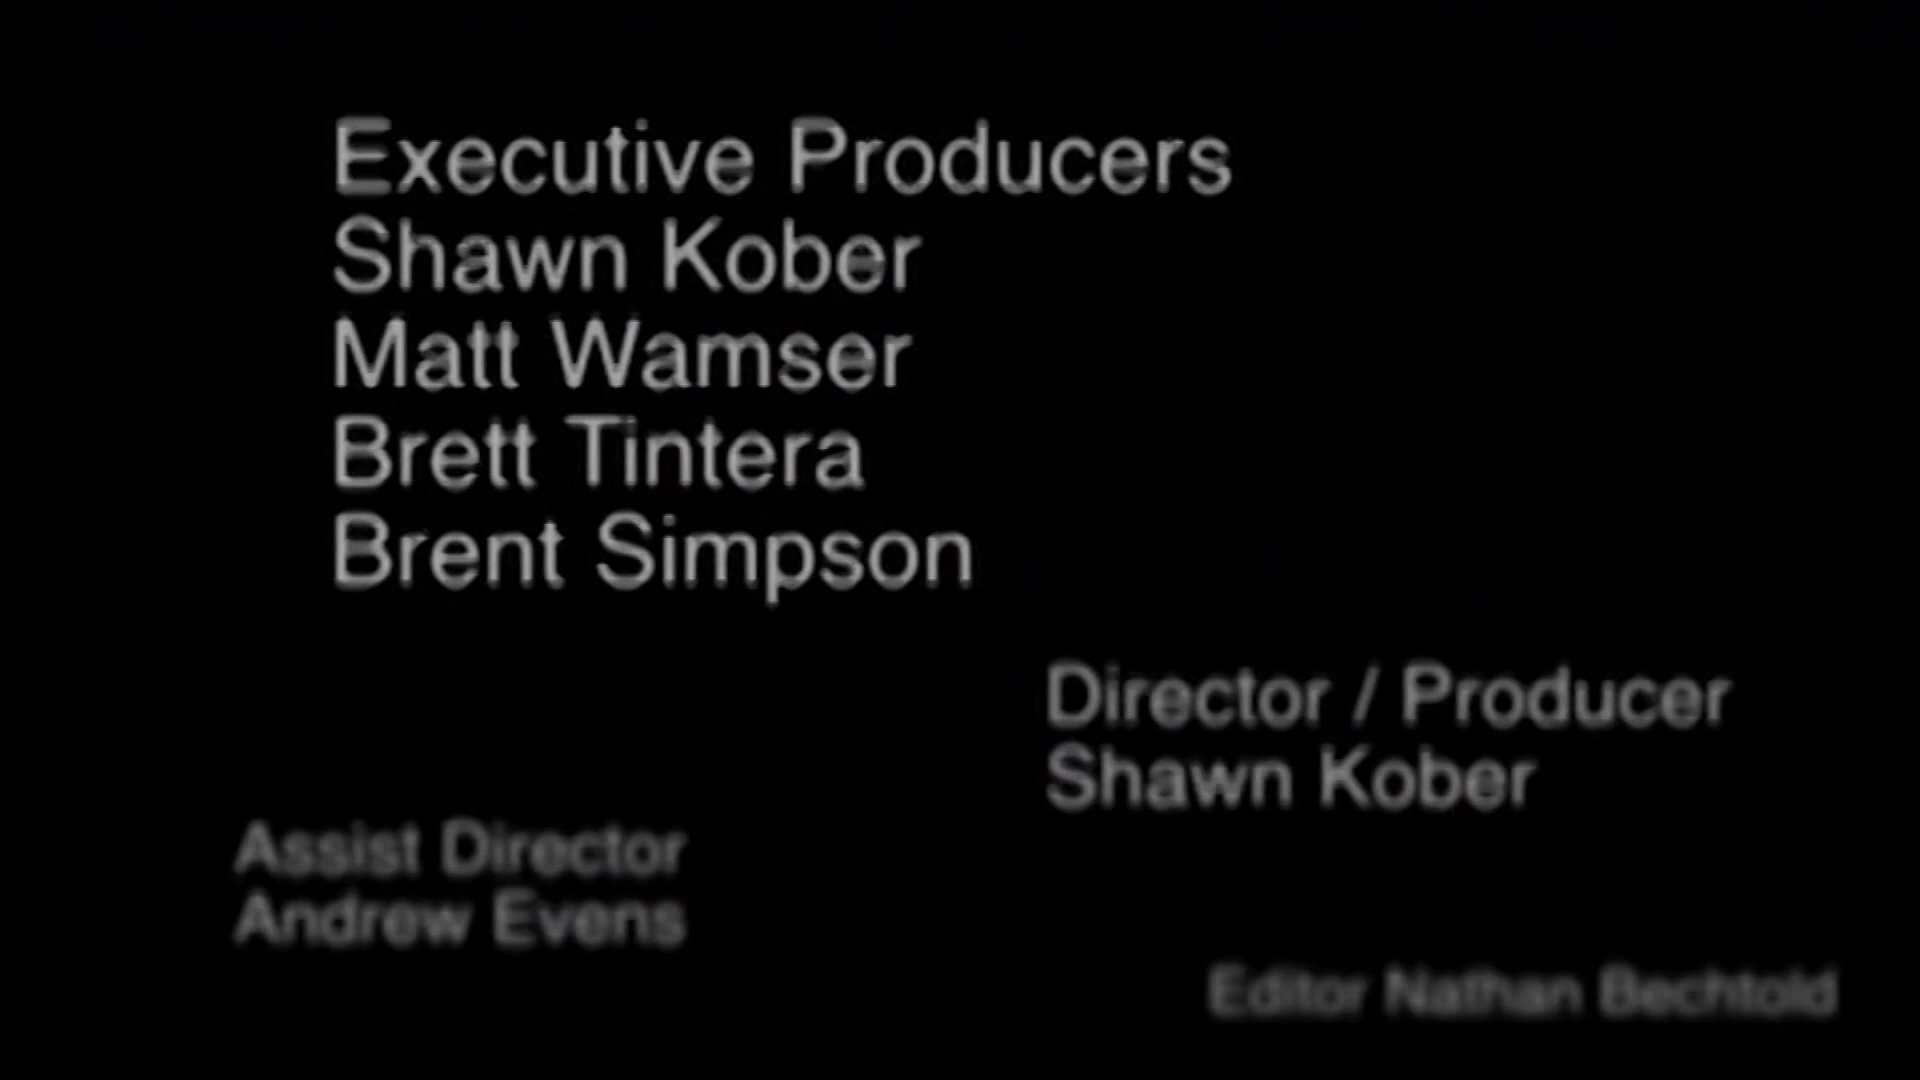 Executive Producers
Shawn Kober
Matt Wamser
Brett Tintera
Brent Simpson
Director / Producer
Shawn Kober
Assist Director
Andrew Evens
Editor Nathan Bechtold